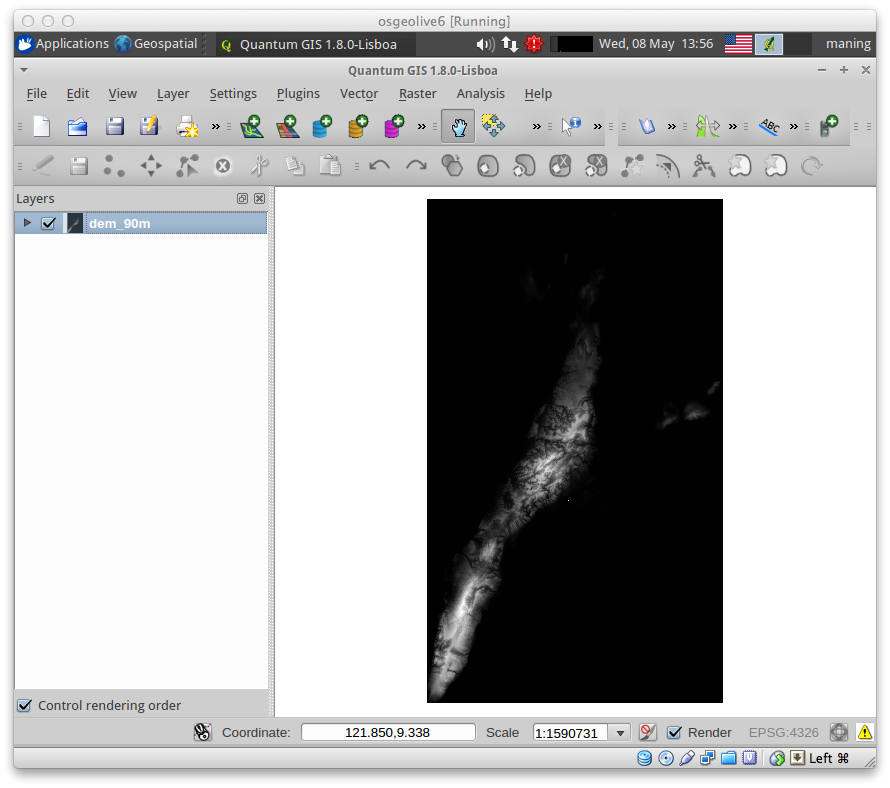 osgeolive6 [Running]
Applications Geospatial Quantum GIS 1.8.0-Lisboa Wed, 08 May 13:56 maning
Quantum GIS 1.8.0-Lisboa
File Edit View Layer Settings Plugins Vector Raster Analysis Help
ABC
Layers
dem_90m
Control rendering order
Coordinate: 121.850,9.338 Scale 1:1590731 Render EPSG:4326
Left ⌘